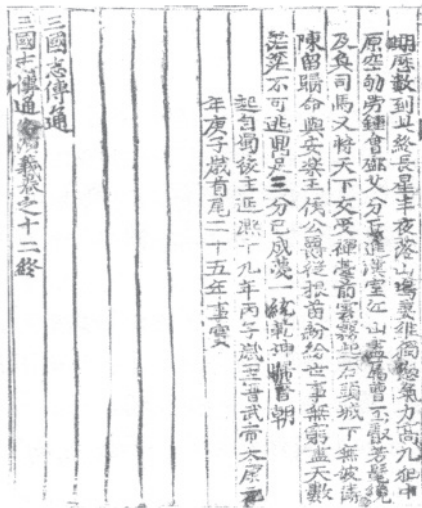 明曆數到此終長星半夜落山塢姜維獨憑氣力高九犯中
原空劬勞鍾會鄧艾分兵進漢室江山盡屬曹丕叡芳髦纔
及奐司馬又將天下交受禪臺前雲霧起石頭城下無波濤
陳留歸命與安樂王侯公爵從根苗紛紛世事無窮盡天數
茫茫不可逃鼎足三分已成夢一統乾坤歸晉朝
起自蜀後主延熙十九年丙子歲至晉武帝太康元
年庚子歲首尾二十五年事實
三國志傳通
三國志傳通俗演義卷之十二終